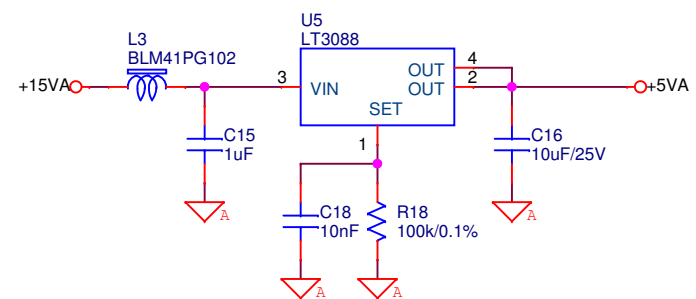 U5
LT3088
L3
BLM41PG102
+15VA
3
VIN
OUT
4
OUT
2
+5VA
SET
1
C15
1uF
C16
10uF/25V
A
A
C18
10nF
R18
100k/0.1%
A
A